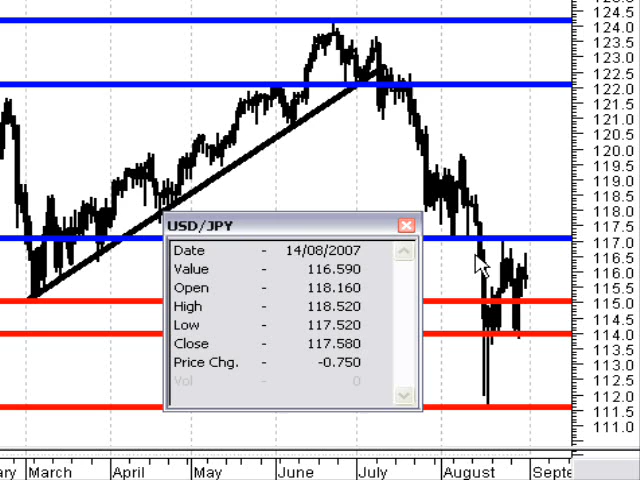 124.5
124.0
123.5
123.0
122.5
122.0
121.5
121.0
120.5
120.0
119.5
119.0
118.5
118.0
117.5
117.0
116.5
116.0
115.5
115.0
114.5
114.0
113.5
113.0
112.5
112.0
111.5
111.0
USD/JPY
Date - 14/08/2007
Value - 116.590
Open - 118.160
High - 118.520
Low - 117.520
Close - 117.580
Price Chg. - -0.750
Vol - 0
ary March April May June July August Septe